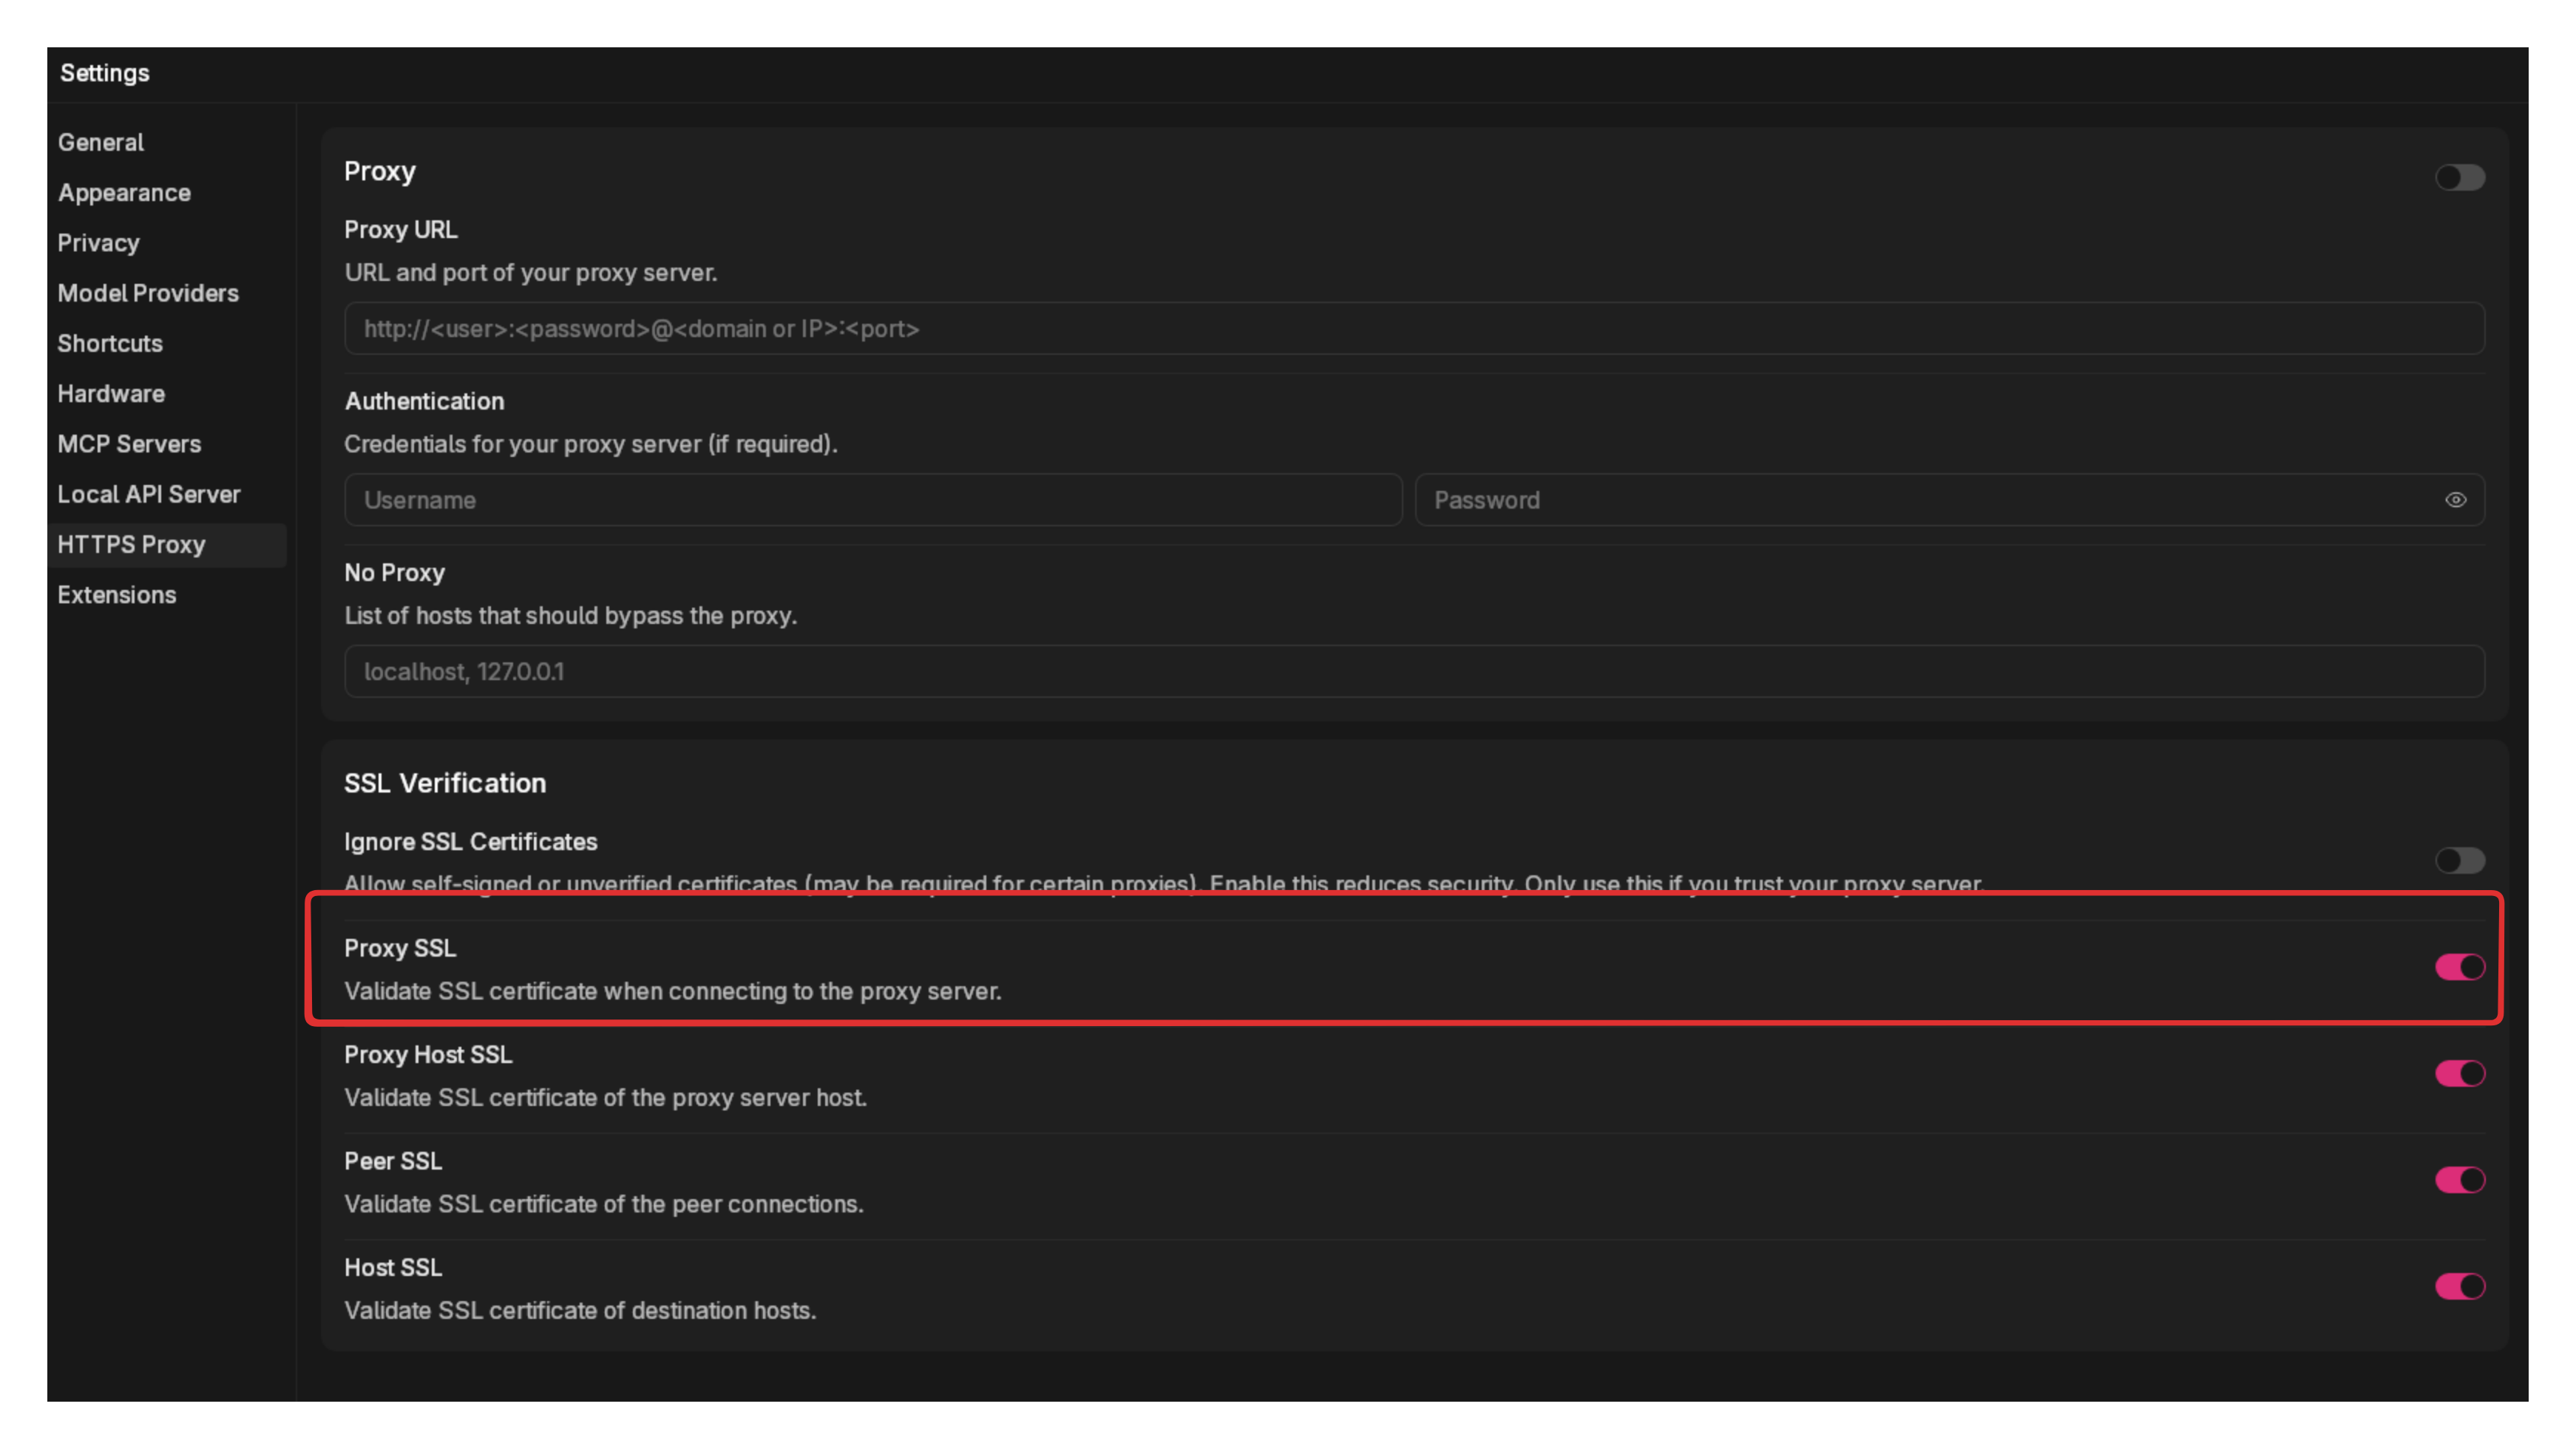 Settings
General
Appearance
Privacy
Model Providers
Shortcuts
Hardware
MCP Servers
Local API Server
HTTPS Proxy
Extensions
Proxy
Proxy URL
URL and port of your proxy server.
http://<user>:<password>@<domain or IP>:<port>
Authentication
Credentials for your proxy server (if required).
Username
Password
No Proxy
List of hosts that should bypass the proxy.
localhost, 127.0.0.1
SSL Verification
Ignore SSL Certificates
Allow self-signed or unverified certificates (may be required for certain proxies). Enable this reduces security. Only use this if you trust your proxy server.
Proxy SSL
Validate SSL certificate when connecting to the proxy server.
Proxy Host SSL
Validate SSL certificate of the proxy server host.
Peer SSL
Validate SSL certificate of the peer connections.
Host SSL
Validate SSL certificate of destination hosts.